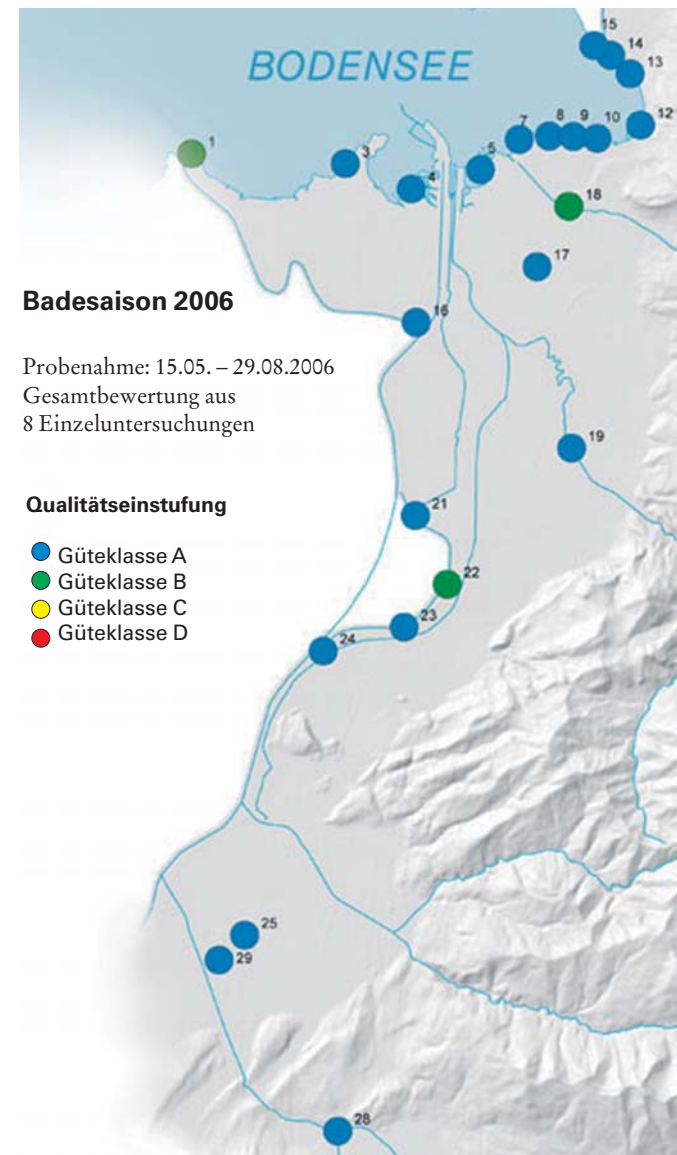 BODENSEE
15
14
13
12
10
9
8
7
5
4
3
1
18
17
16
Badesaison 2006
Probenahme: 15.05. – 29.08.2006
Gesamtbewertung aus
8 Einzeluntersuchungen
19
Qualitätseinstufung
Güteklasse A
Güteklasse B
Güteklasse C
Güteklasse D
21
22
23
24
25
29
28